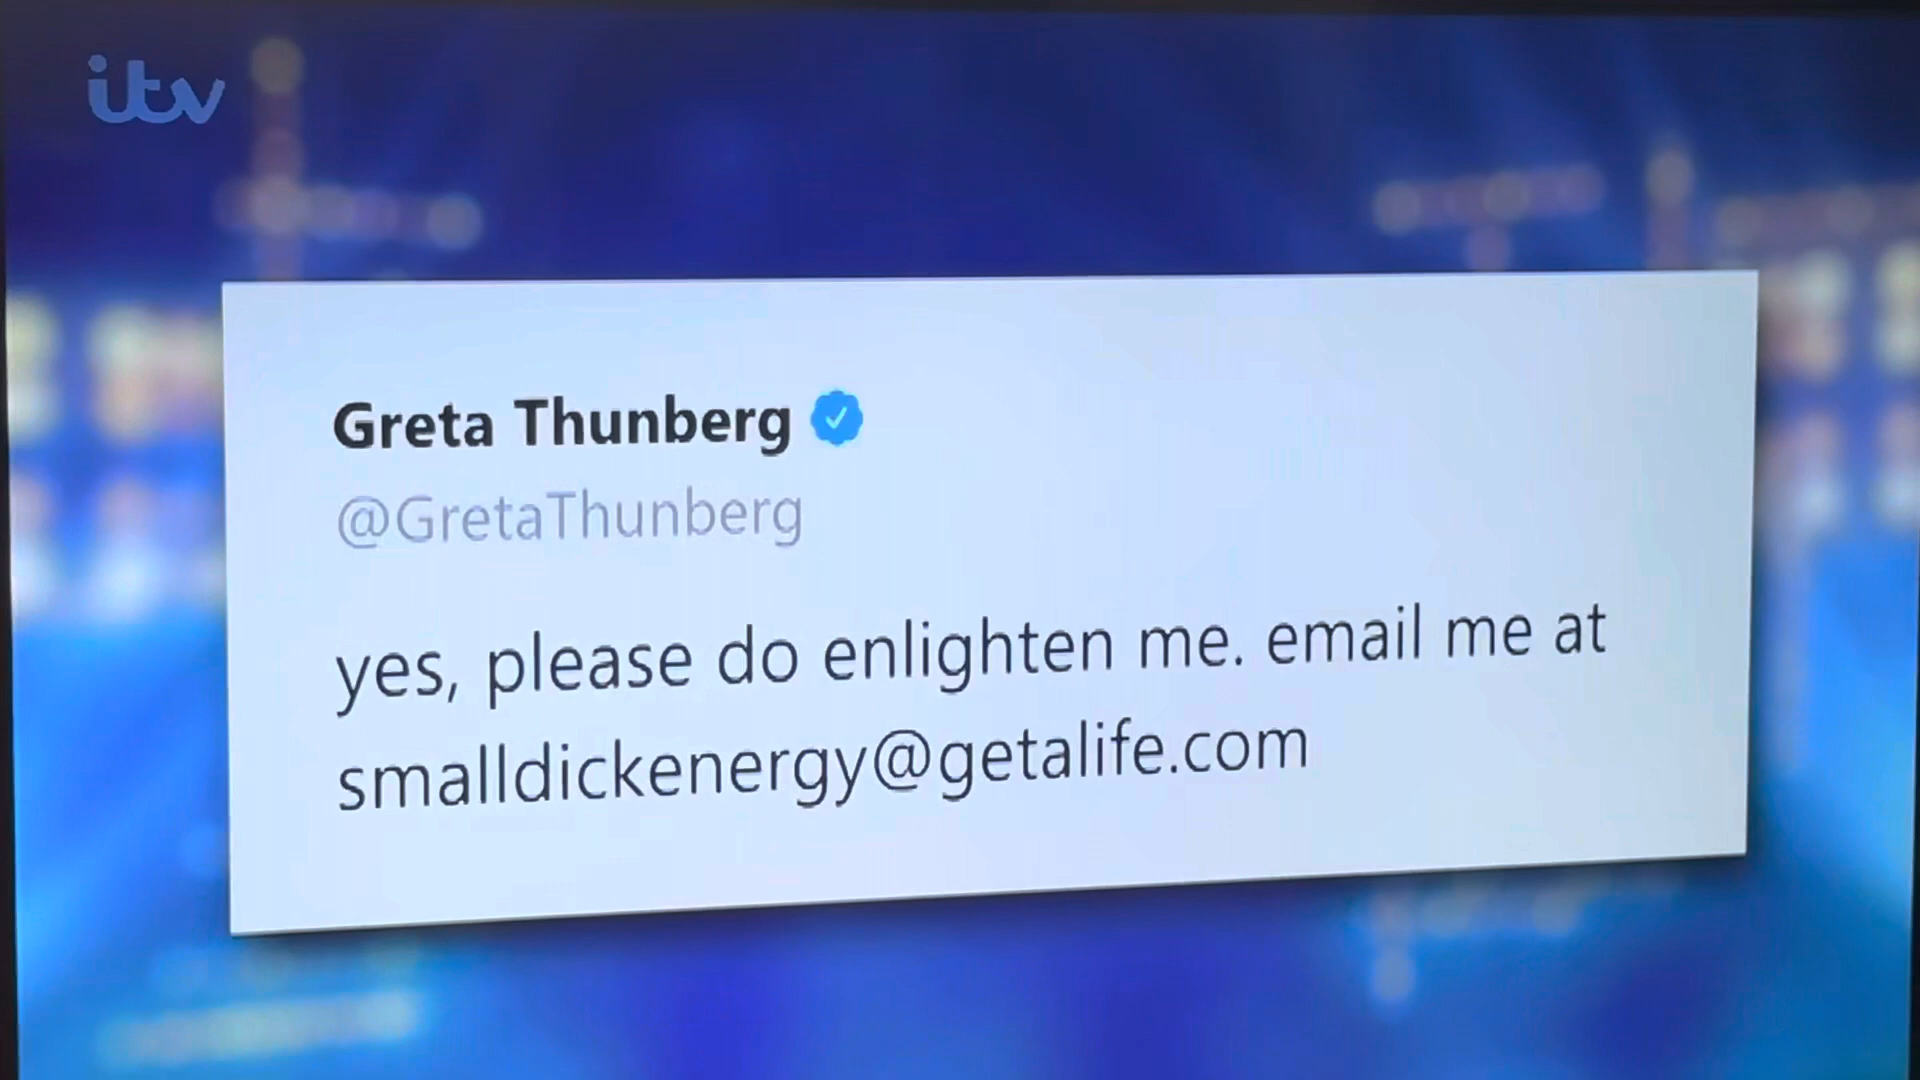 itv
Greta Thunberg
@GretaThunberg
yes, please do enlighten me. email me at
smalldickenergy@getalife.com